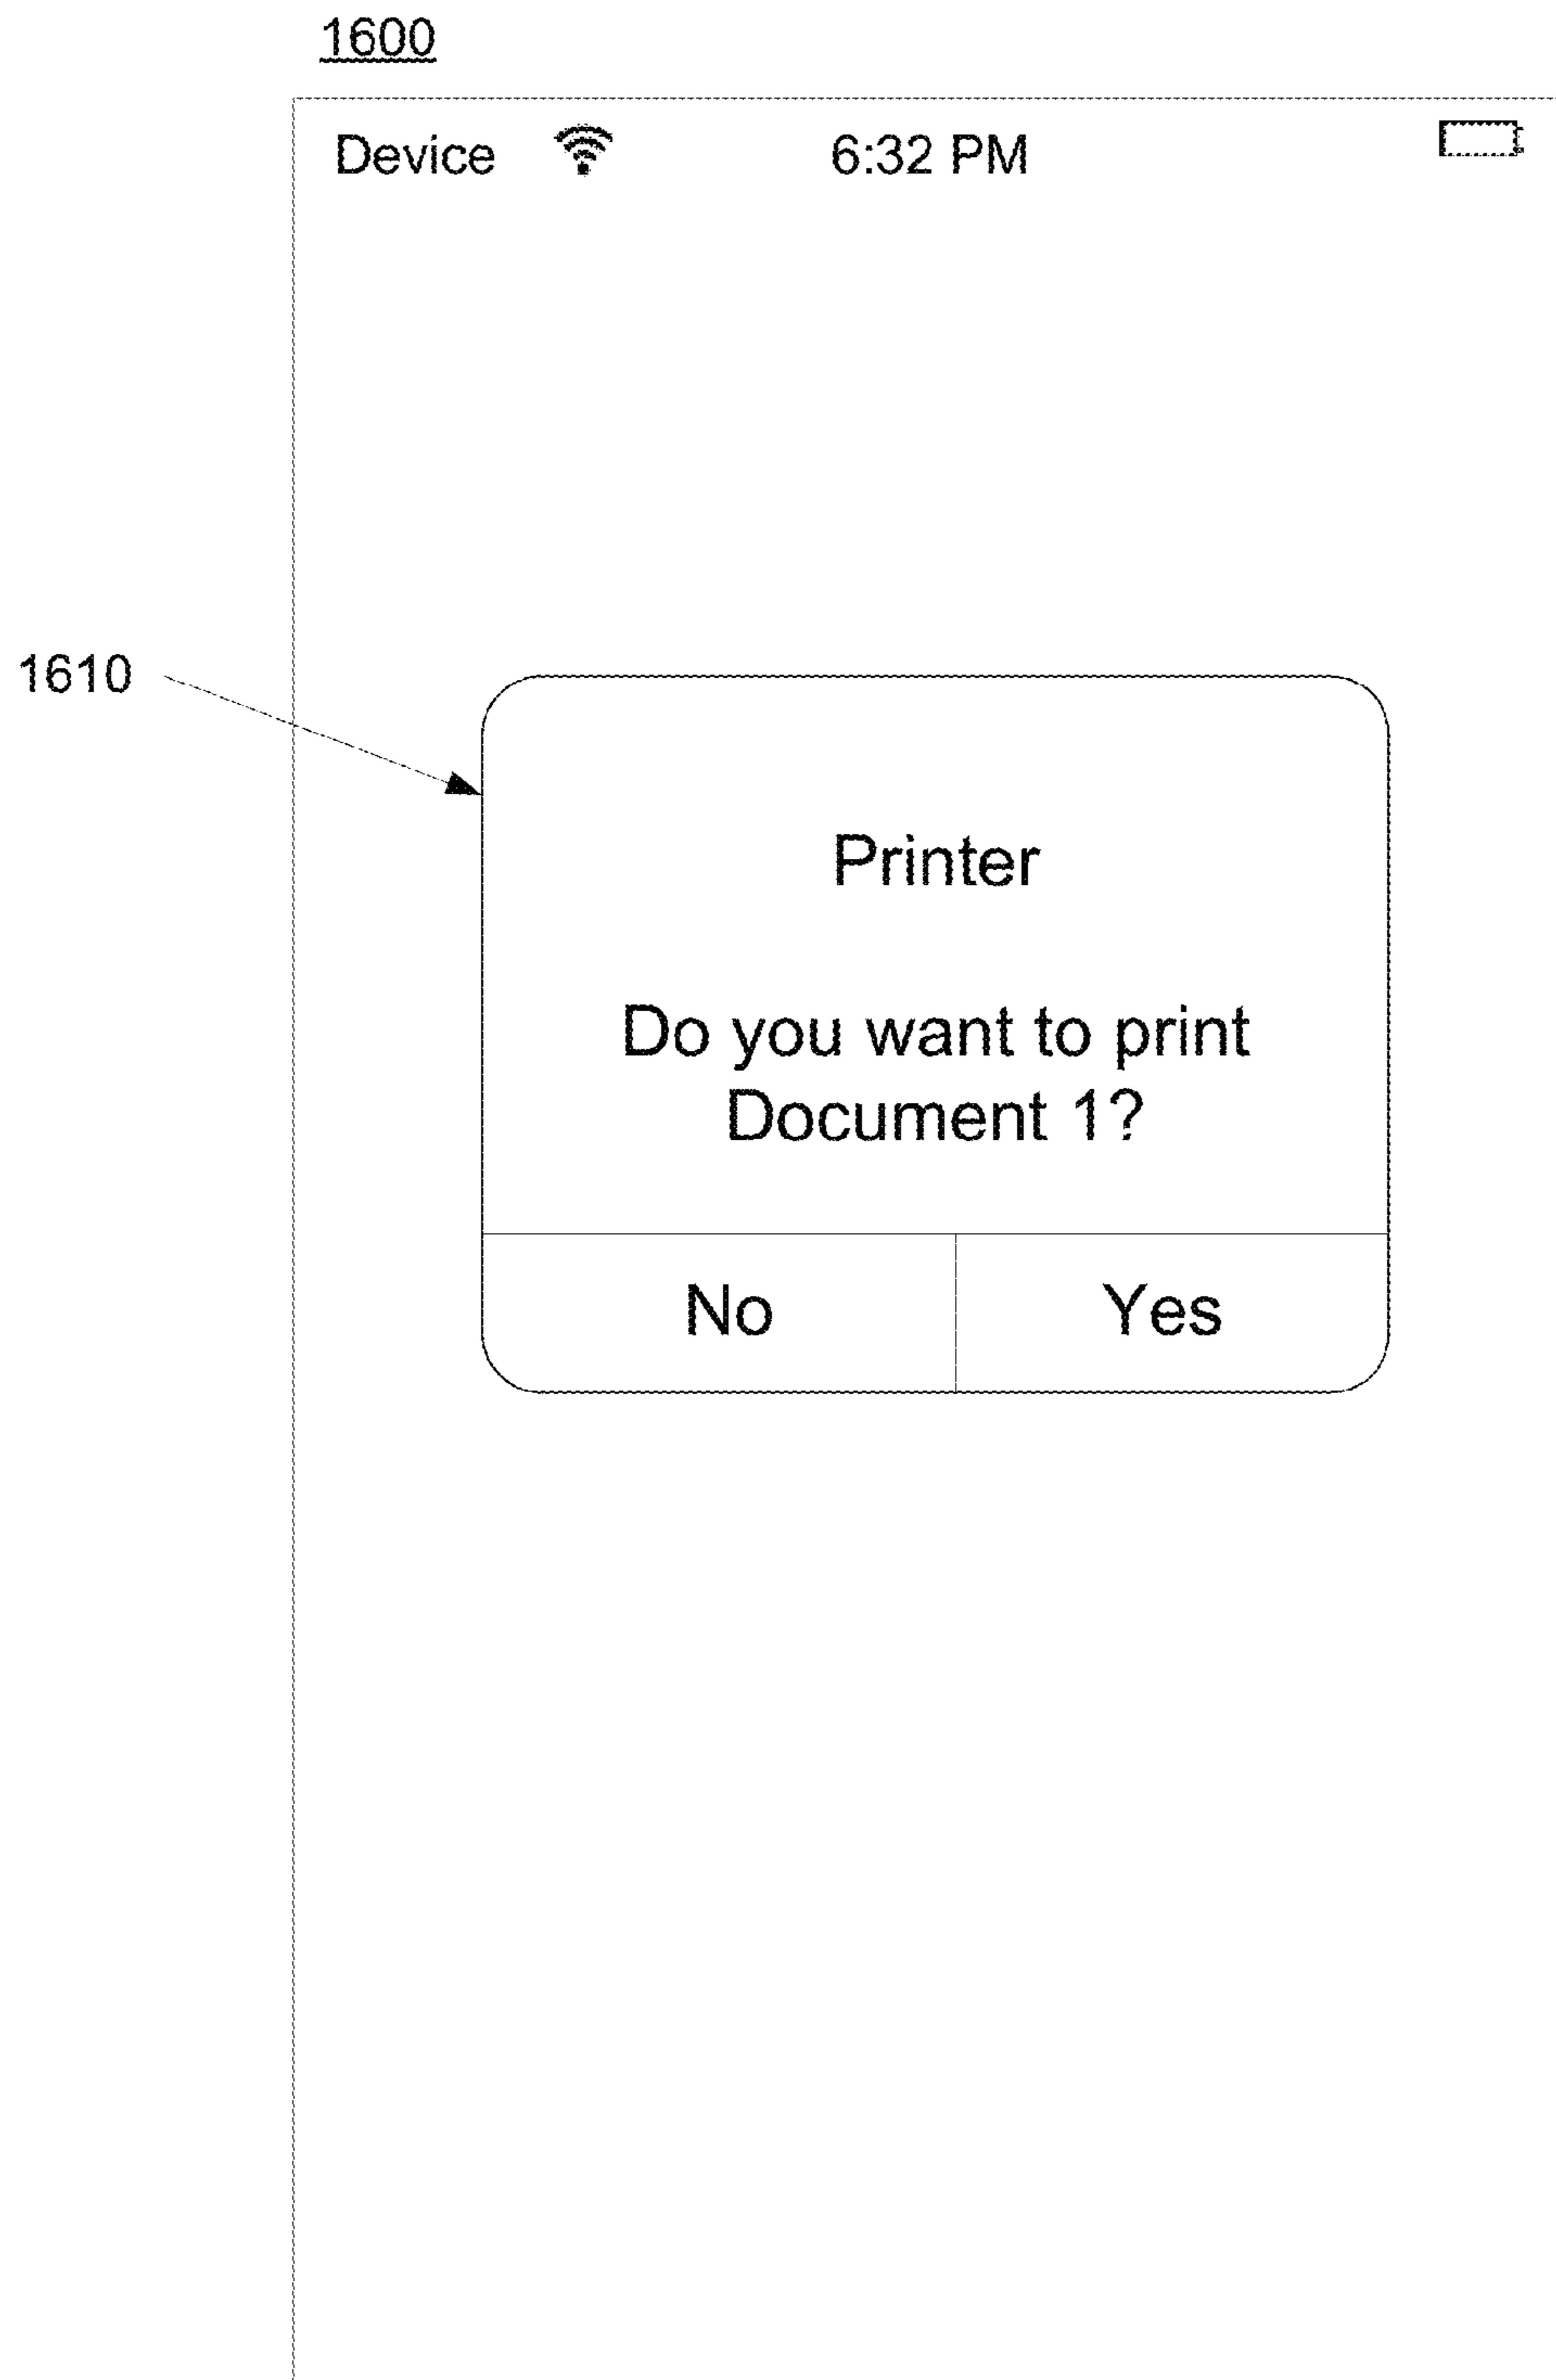 1600
Device 6:32 PM
1610
Printer
Do you want to print
Document 1?
No Yes